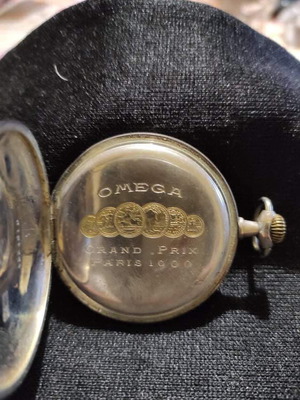 OMEGA
GRAND PRIX
PARIS 1900